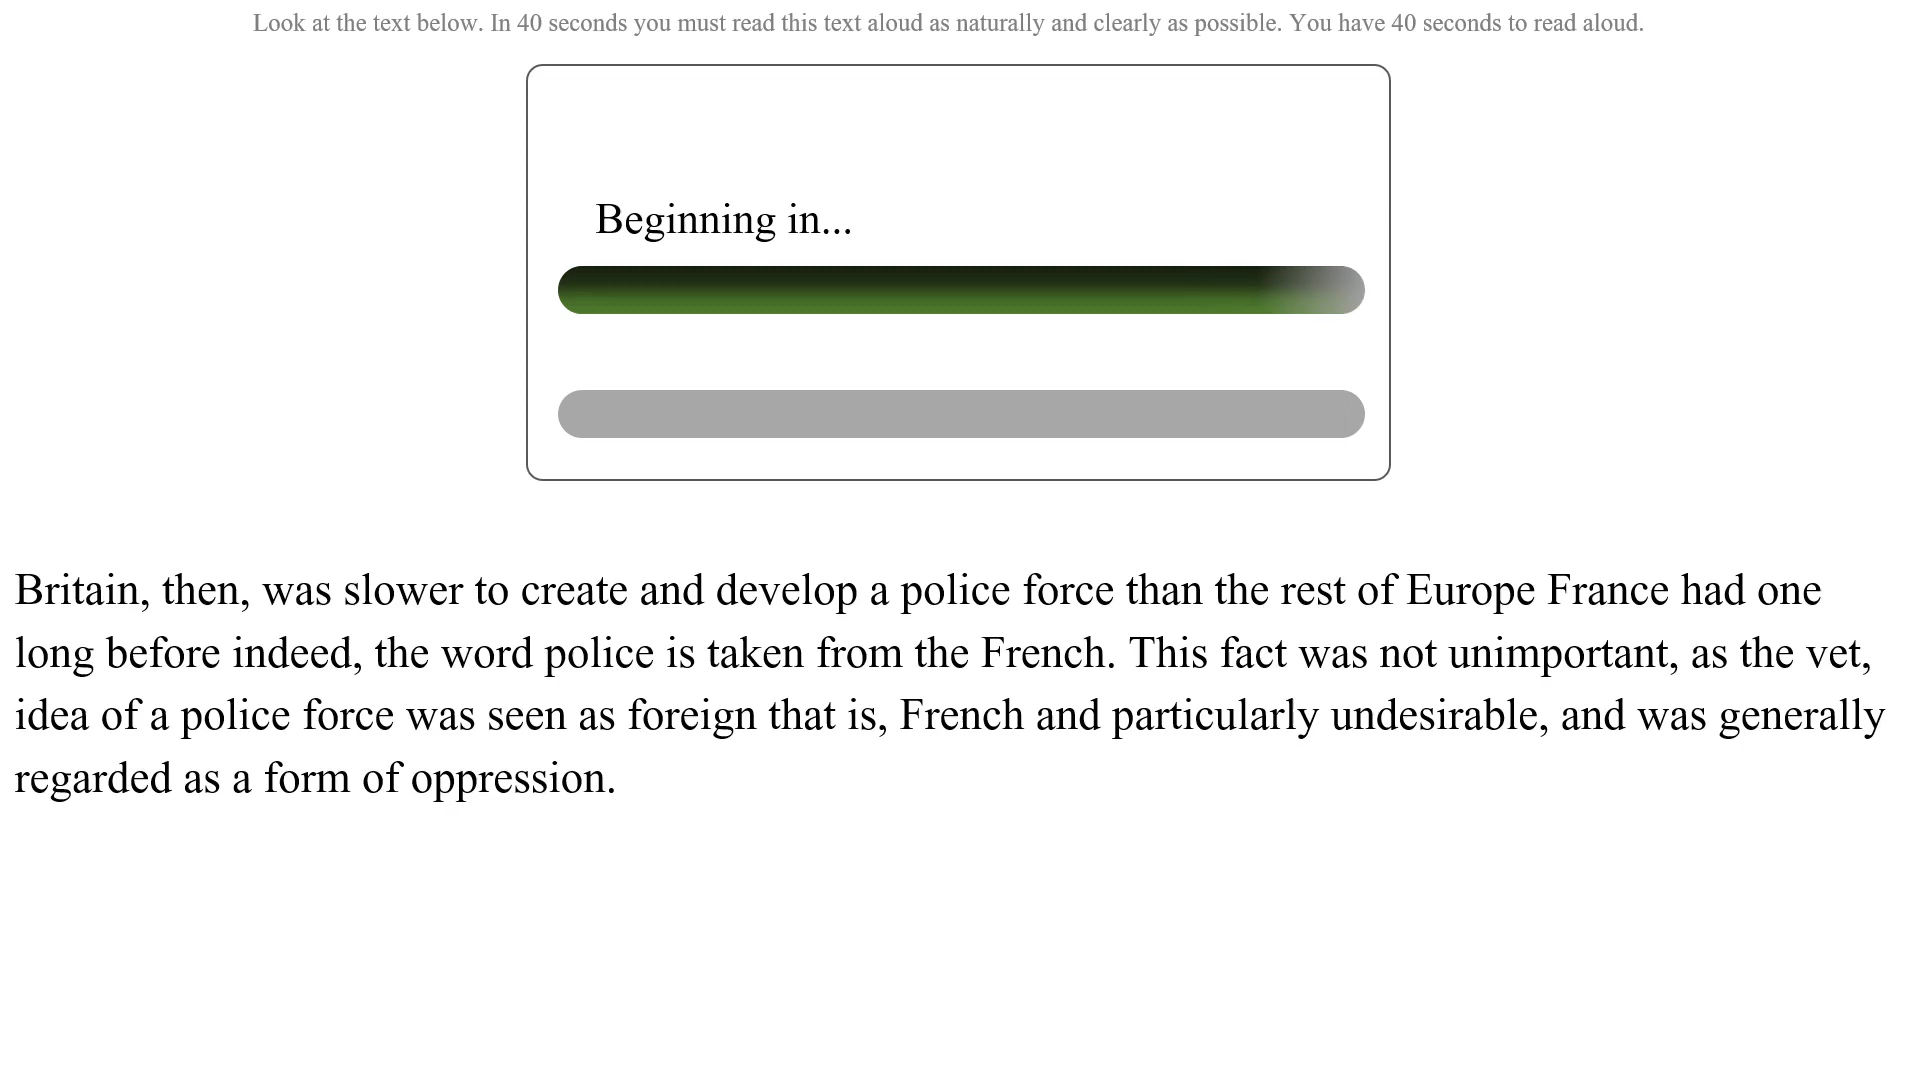 Look at the text below. In 40 seconds you must read this text aloud as naturally and clearly as possible. You have 40 seconds to read aloud.
Beginning in...
Britain, then, was slower to create and develop a police force than the rest of Europe France had one
long before indeed, the word police is taken from the French. This fact was not unimportant, as the vet,
idea of a police force was seen as foreign that is, French and particularly undesirable, and was generally
regarded as a form of oppression.